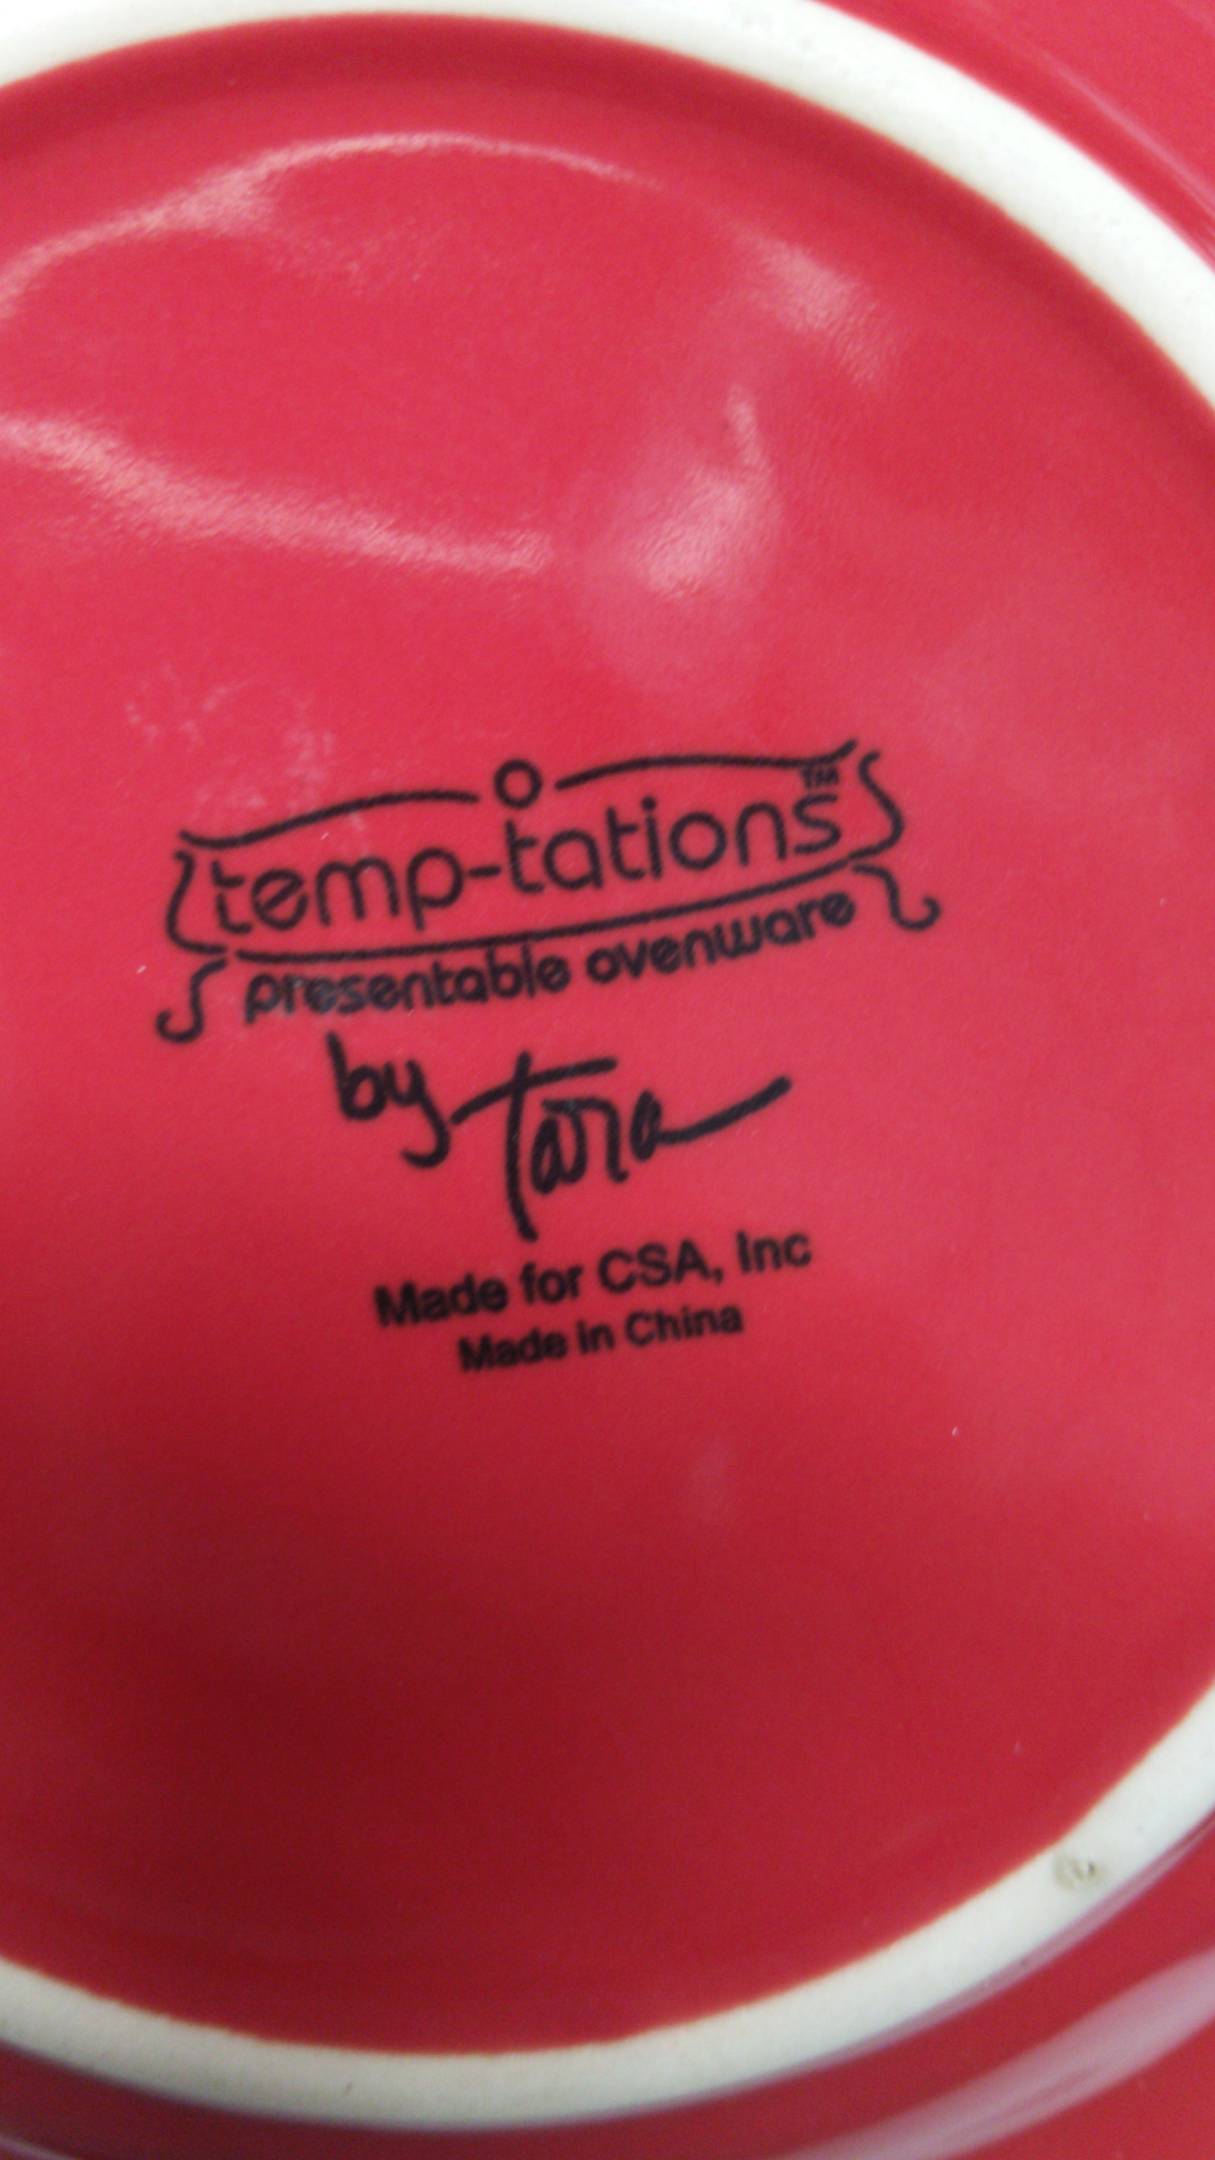 temp-tations™
presentable ovenware
by Tara
Made for CSA, Inc
Made in China